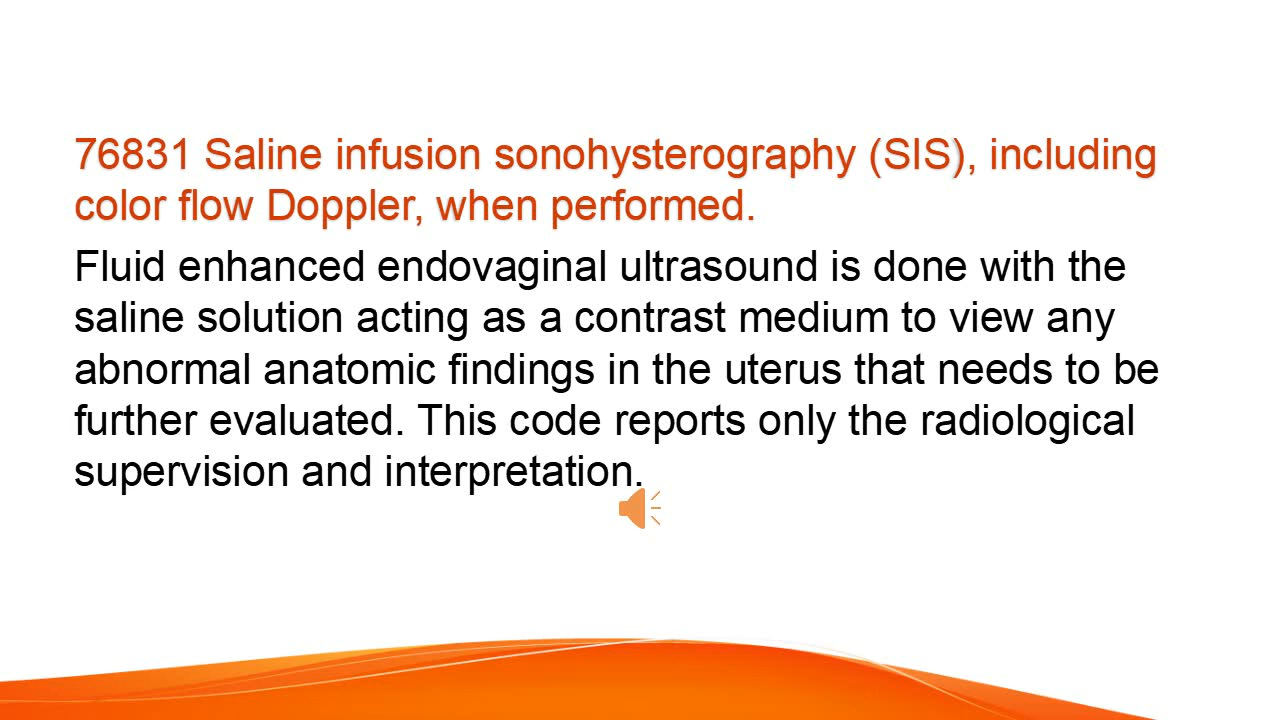 76831 Saline infusion sonohysterography (SIS), including
color flow Doppler, when performed.
Fluid enhanced endovaginal ultrasound is done with the
saline solution acting as a contrast medium to view any
abnormal anatomic findings in the uterus that needs to be
further evaluated. This code reports only the radiological
supervision and interpretation.